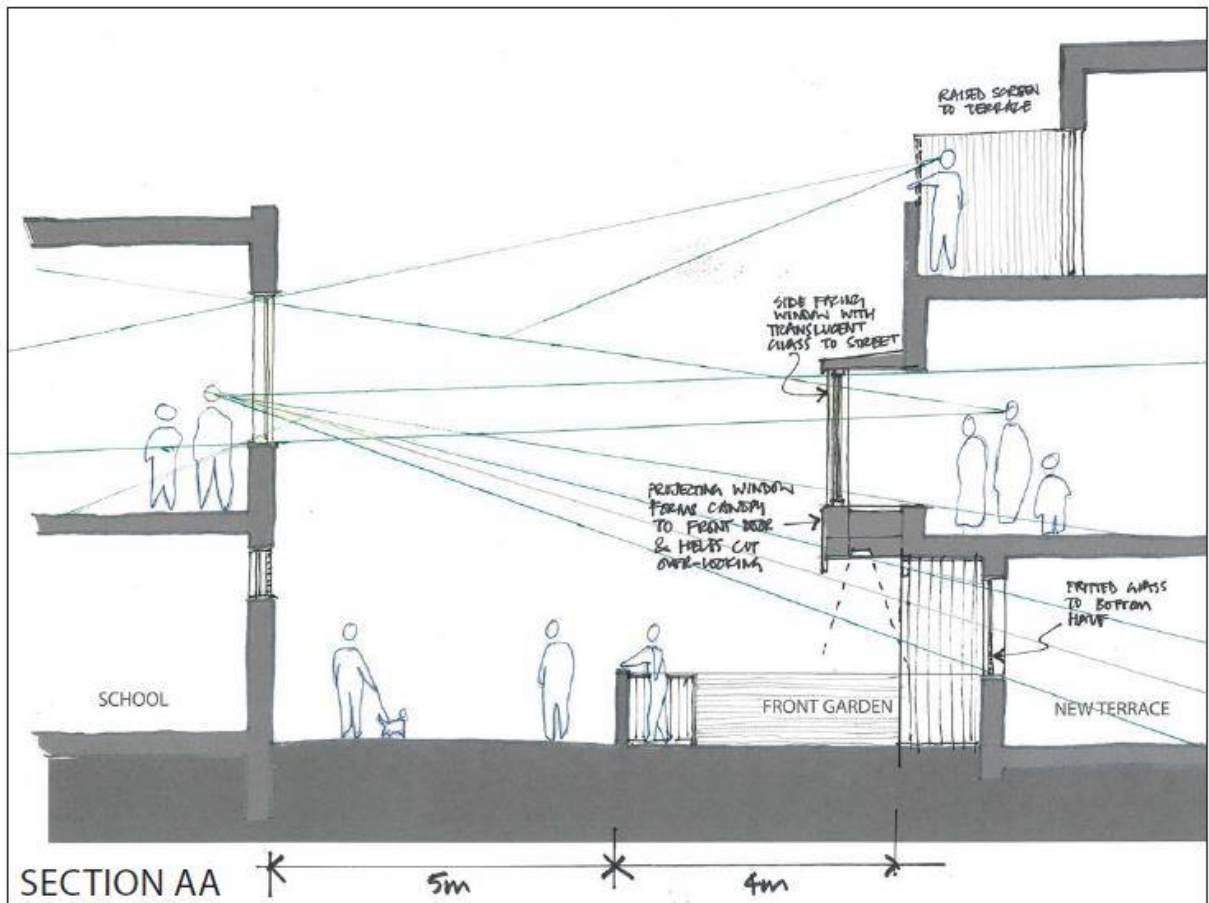 RAISED SCREEN
TO TERRACE
SIDE FACING
WINDOW WITH
TRANSLUCENT
GLASS TO STREET
PROJECTING WINDOW
FORMS CANOPY
TO FRONT DOOR
& HELPS CUT
OVER-LOOKING
FRITTED GLASS
TO BOTTOM
HALF
SCHOOL
FRONT GARDEN
NEW TERRACE
SECTION AA
5m
4m